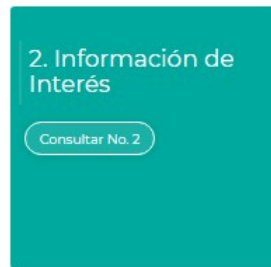 2. Información de
Interés
Consultar No. 2